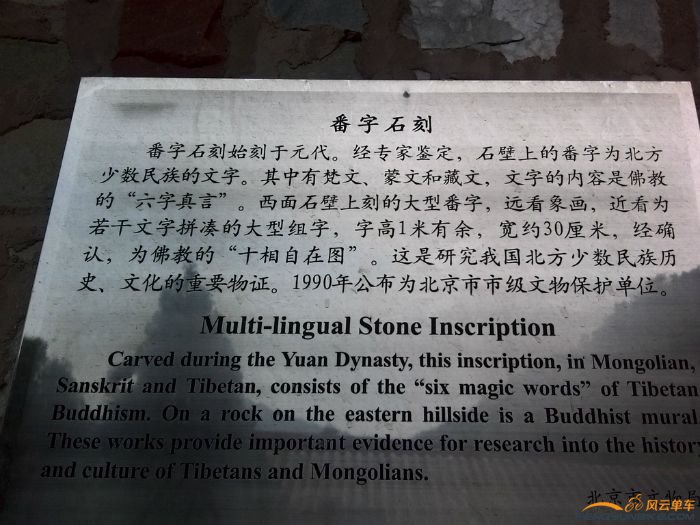 番字石刻
番字石刻始刻于元代。经专家鉴定，石壁上的番字为北方
少数民族的文字。其中有梵文、蒙文和藏文，文字的内容是佛教
的“六字真言”。西面石壁上刻的大型番字，远看象画，近看为
若干文字拼凑的大型组字，字高1米有余，宽约30厘米，经确
认，为佛教的“十相自在图”。这是研究我国北方少数民族历
史、文化的重要物证。1990年公布为北京市市级文物保护单位。
Multi-lingual Stone Inscription
Carved during the Yuan Dynasty, this inscription, in Mongolian,
Sanskrit and Tibetan, consists of the “six magic words” of Tibetan
Buddhism. On a rock on the eastern hillside is a Buddhist mural.
These works provide important evidence for research into the history
and culture of Tibetans and Mongolians.
北京市文物局
风云单车